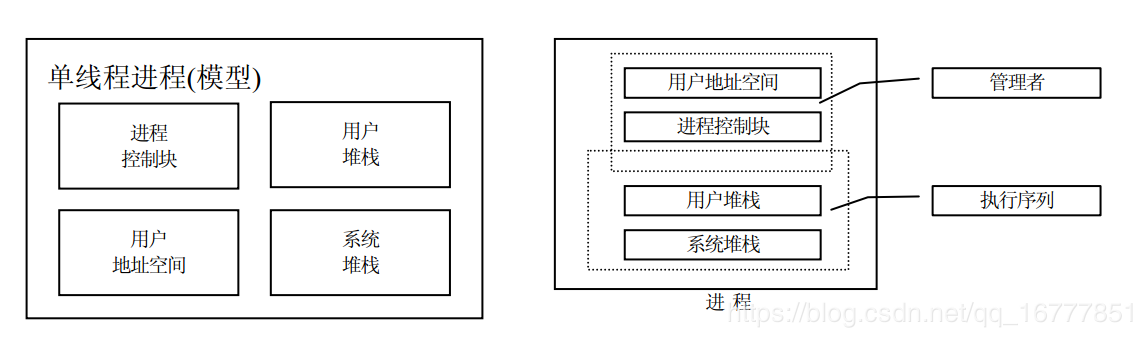 单线程进程(模型)
进程
控制块
用户
堆栈
用户
地址空间
系统
堆栈
用户地址空间
进程控制块
用户堆栈
系统堆栈
管理者
执行序列
进 程
https://blog.csdn.net/qq_16777851